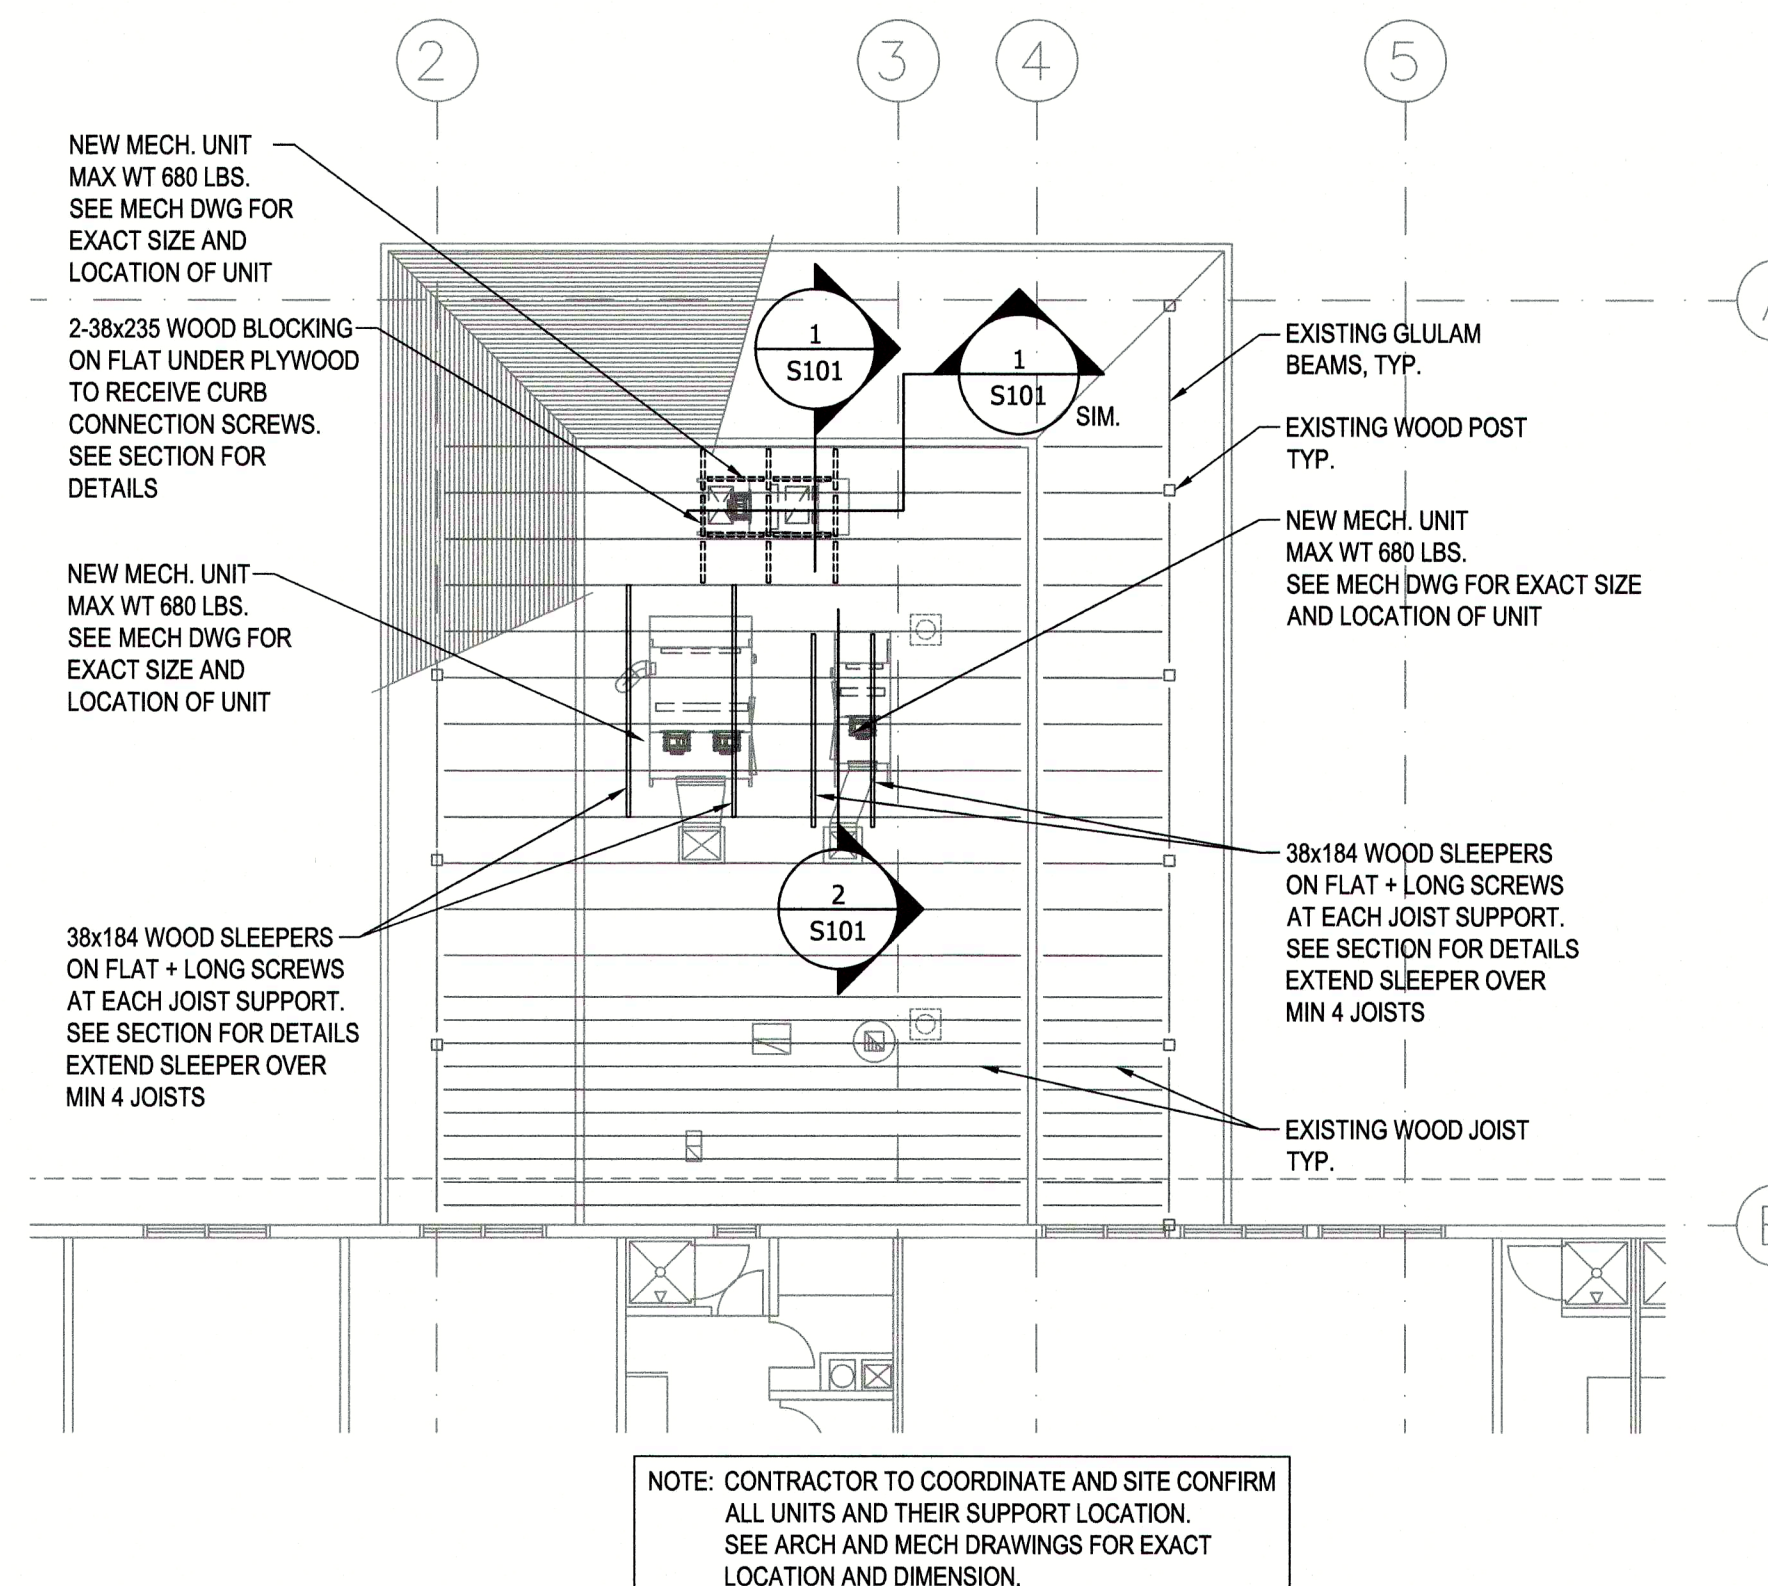 2
3
4
5
NEW MECH. UNIT
MAX WT 680 LBS.
SEE MECH DWG FOR
EXACT SIZE AND
LOCATION OF UNIT
2-38x235 WOOD BLOCKING
ON FLAT UNDER PLYWOOD
TO RECEIVE CURB
CONNECTION SCREWS.
SEE SECTION FOR
DETAILS
NEW MECH. UNIT
MAX WT 680 LBS.
SEE MECH DWG FOR
EXACT SIZE AND
LOCATION OF UNIT
38x184 WOOD SLEEPERS
ON FLAT + LONG SCREWS
AT EACH JOIST SUPPORT.
SEE SECTION FOR DETAILS
EXTEND SLEEPER OVER
MIN 4 JOISTS
1
S101
1
S101
SIM.
2
S101
EXISTING GLULAM
BEAMS, TYP.
EXISTING WOOD POST
TYP.
NEW MECH. UNIT
MAX WT 680 LBS.
SEE MECH DWG FOR EXACT SIZE
AND LOCATION OF UNIT
38x184 WOOD SLEEPERS
ON FLAT + LONG SCREWS
AT EACH JOIST SUPPORT.
SEE SECTION FOR DETAILS
EXTEND SLEEPER OVER
MIN 4 JOISTS
EXISTING WOOD JOIST
TYP.
NOTE: CONTRACTOR TO COORDINATE AND SITE CONFIRM
ALL UNITS AND THEIR SUPPORT LOCATION.
SEE ARCH AND MECH DRAWINGS FOR EXACT
LOCATION AND DIMENSION.